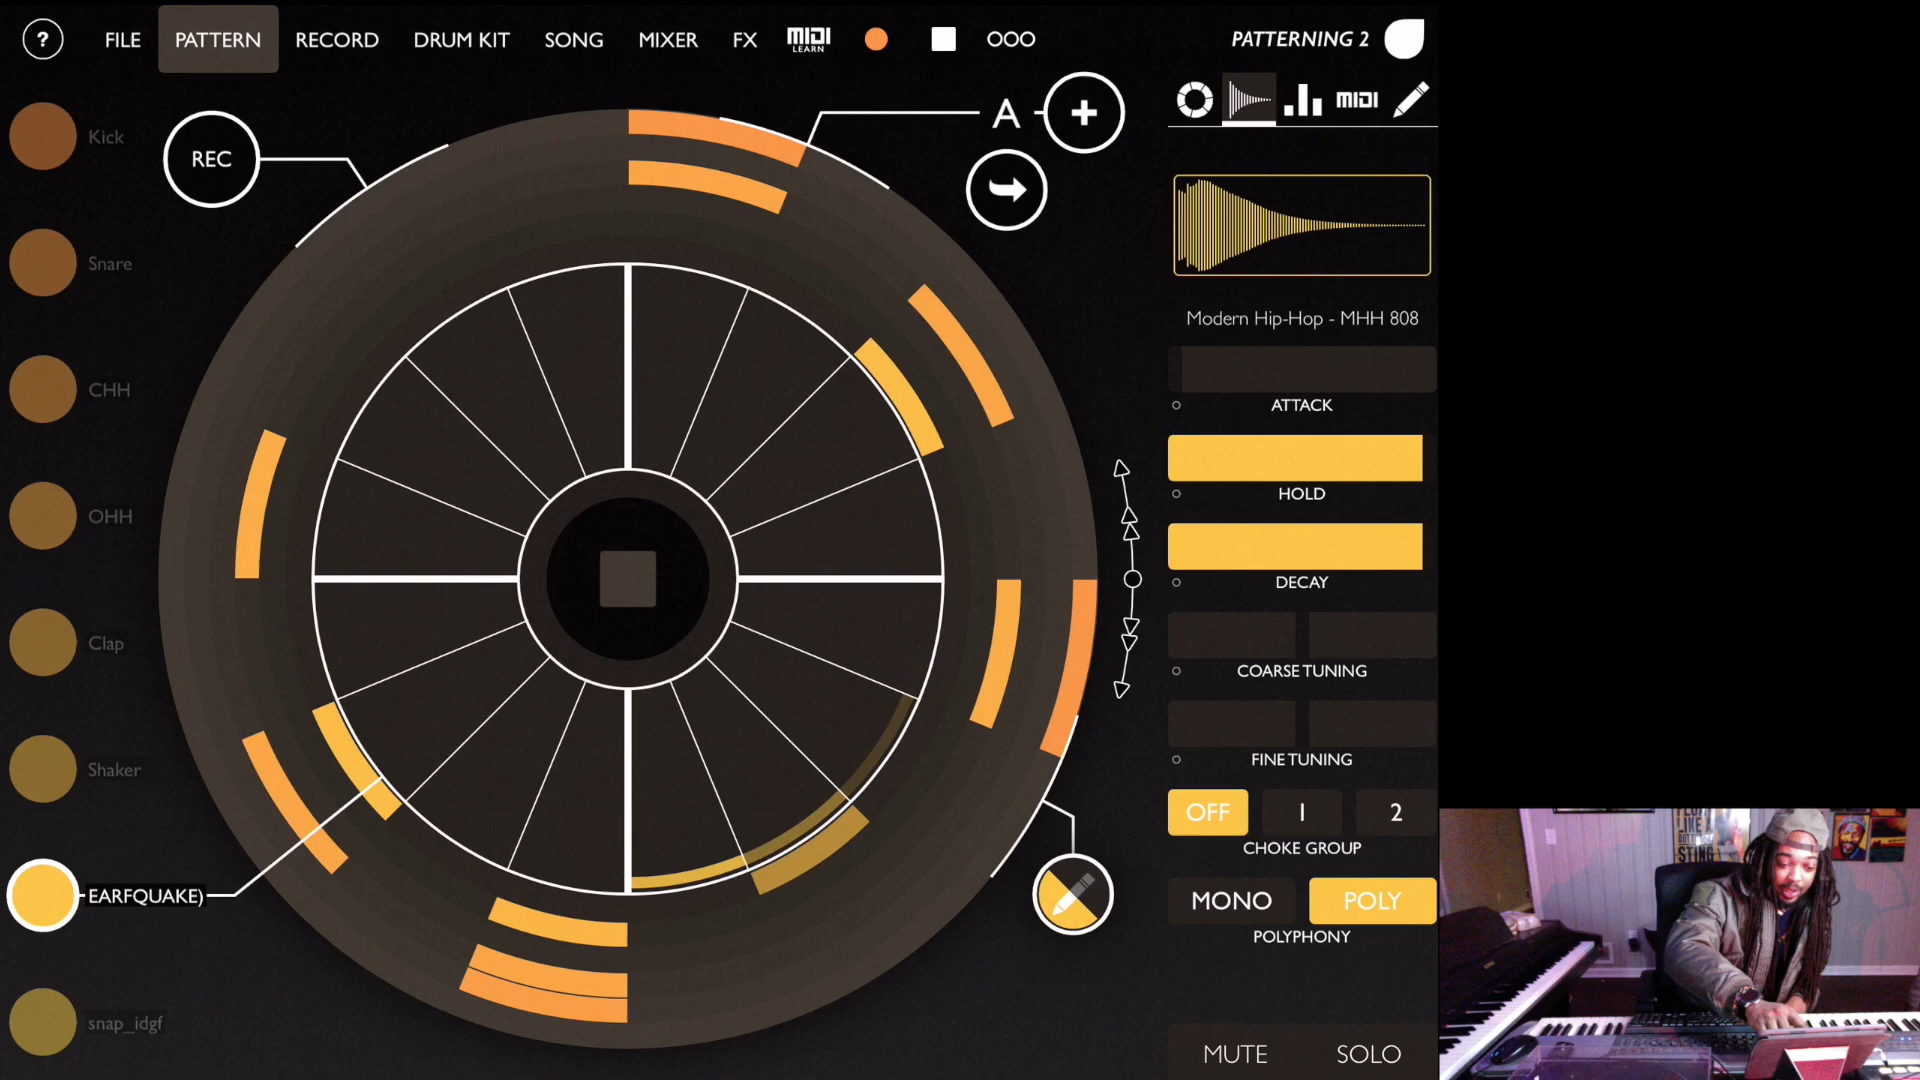 ?
FILE
PATTERN
RECORD
DRUM KIT
SONG
MIXER
FX
MIDI
LEARN
PATTERNING 2
MIDI
REC
A
+
Kick
Snare
CHH
OHH
Clap
Shaker
EARFQUAKE)
snap_idgf
Modern Hip-Hop - MHH 808
ATTACK
HOLD
DECAY
COARSE TUNING
FINE TUNING
OFF
1
2
CHOKE GROUP
MONO
POLY
POLYPHONY
MUTE
SOLO
LIKE
STING